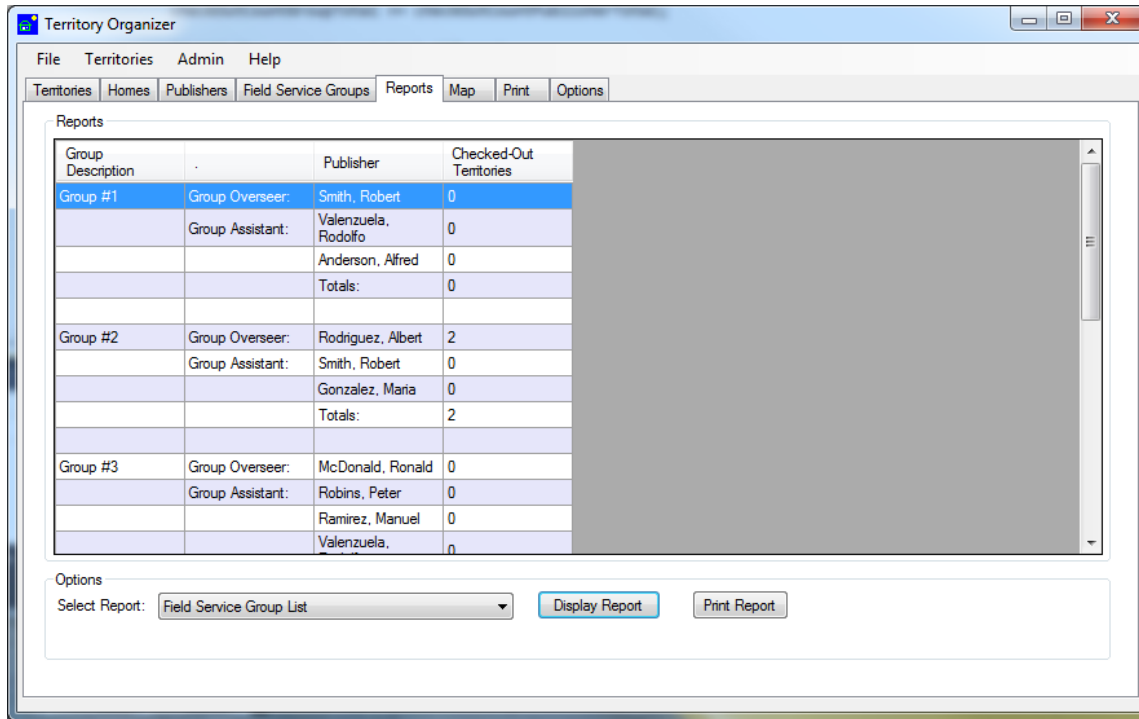 Territory Organizer
File Territories Admin Help
Territories Homes Publishers Field Service Groups Reports Map Print Options
Reports
Group Description . Publisher Checked-Out Territories
Group #1 Group Overseer: Smith, Robert 0
Group Assistant: Valenzuela, Rodolfo 0
Anderson, Alfred 0
Totals: 0
Group #2 Group Overseer: Rodriguez, Albert 2
Group Assistant: Smith, Robert 0
Gonzalez, Maria 0
Totals: 2
Group #3 Group Overseer: McDonald, Ronald 0
Group Assistant: Robins, Peter 0
Ramirez, Manuel 0
Valenzuela, 0
Options
Select Report: Field Service Group List Display Report Print Report